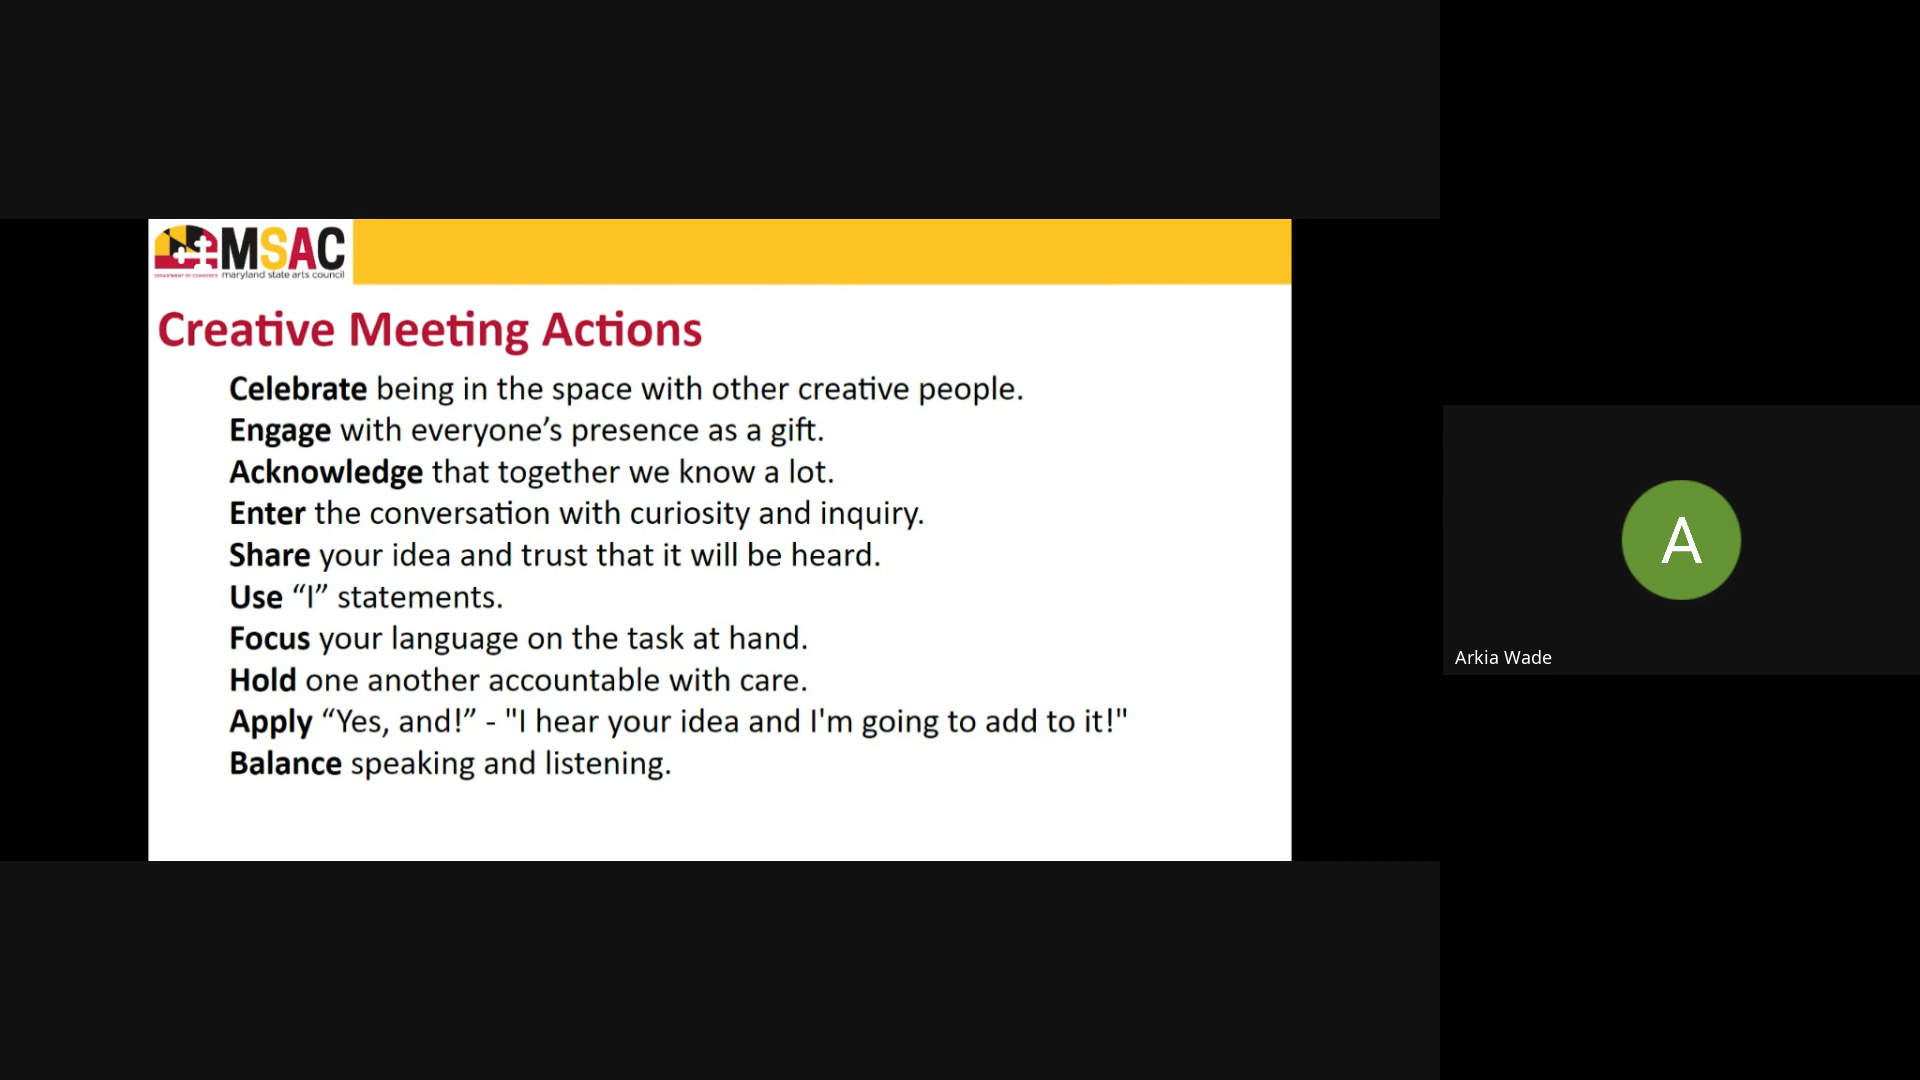 MSAC
DEPARTMENT OF COMMERCE maryland state arts council
Creative Meeting Actions
Celebrate being in the space with other creative people.
Engage with everyone’s presence as a gift.
Acknowledge that together we know a lot.
Enter the conversation with curiosity and inquiry.
Share your idea and trust that it will be heard.
Use “I” statements.
Focus your language on the task at hand.
Hold one another accountable with care.
Apply “Yes, and!” - "I hear your idea and I'm going to add to it!"
Balance speaking and listening.
A
Arkia Wade